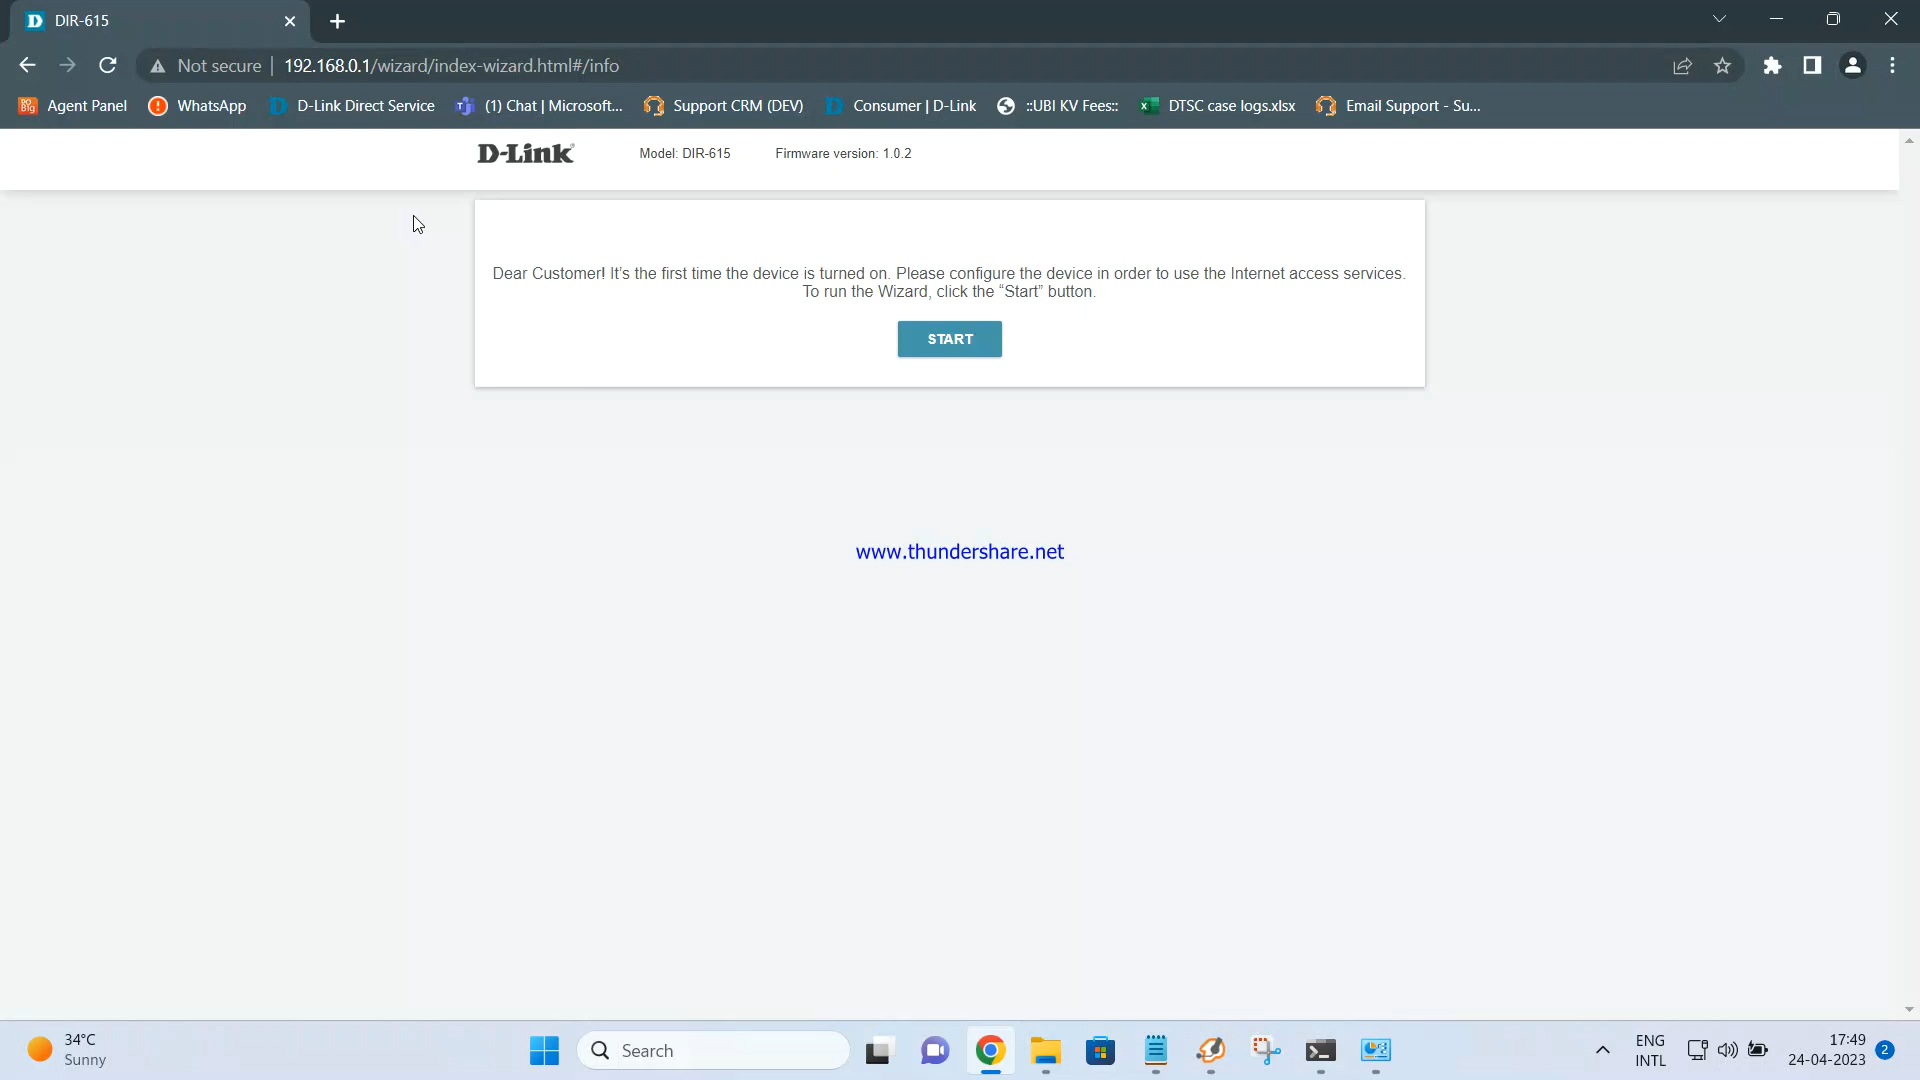 DIR-615
Not secure | 192.168.0.1/wizard/index-wizard.html#/info
Agent Panel
WhatsApp
D-Link Direct Service
(1) Chat | Microsoft...
Support CRM (DEV)
Consumer | D-Link
::UBI KV Fees::
DTSC case logs.xlsx
Email Support - Su...
D-Link
Model: DIR-615
Firmware version: 1.0.2
Dear Customer! It's the first time the device is turned on. Please configure the device in order to use the Internet access services.
To run the Wizard, click the “Start” button.
START
www.thundershare.net
34°C
Sunny
Search
ENG
INTL
17:49
24-04-2023
2